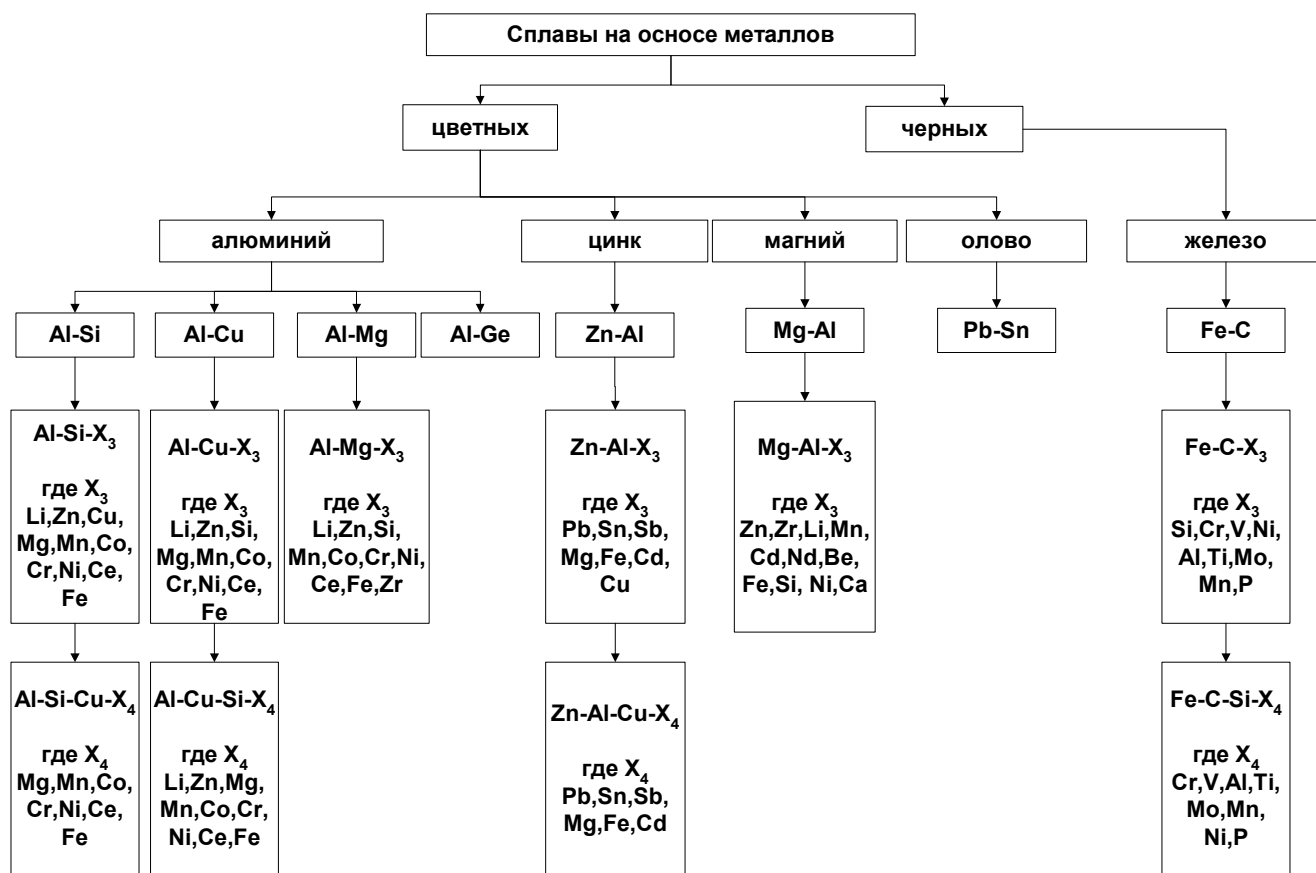 Сплавы на осносе металлов
цветных
черных
алюминий
цинк
магний
олово
железо
Al-Si
Al-Cu
Al-Mg
Al-Ge
Zn-Al
Mg-Al
Pb-Sn
Fe-C
Al-Si-X₃
где X₃
Li,Zn,Cu,
Mg,Mn,Co,
Cr,Ni,Ce,
Fe
Al-Cu-X₃
где X₃
Li,Zn,Si,
Mg,Mn,Co,
Cr,Ni,Ce,
Fe
Al-Mg-X₃
где X₃
Li,Zn,Si,
Mn,Co,Cr,Ni,
Ce,Fe,Zr
Zn-Al-X₃
где X₃
Pb,Sn,Sb,
Mg,Fe,Cd,
Cu
Mg-Al-X₃
где X₃
Zn,Zr,Li,Mn,
Cd,Nd,Be,
Fe,Si, Ni,Ca
Fe-C-X₃
где X₃
Si,Cr,V,Ni,
Al,Ti,Mo,
Mn,P
Al-Si-Cu-X₄
где X₄
Mg,Mn,Co,
Cr,Ni,Ce,
Fe
Al-Cu-Si-X₄
где X₄
Li,Zn,Mg,
Mn,Co,Cr,
Ni,Ce,Fe
Zn-Al-Cu-X₄
где X₄
Pb,Sn,Sb,
Mg,Fe,Cd
Fe-C-Si-X₄
где X₄
Cr,V,Al,Ti,
Mo,Mn,
Ni,P